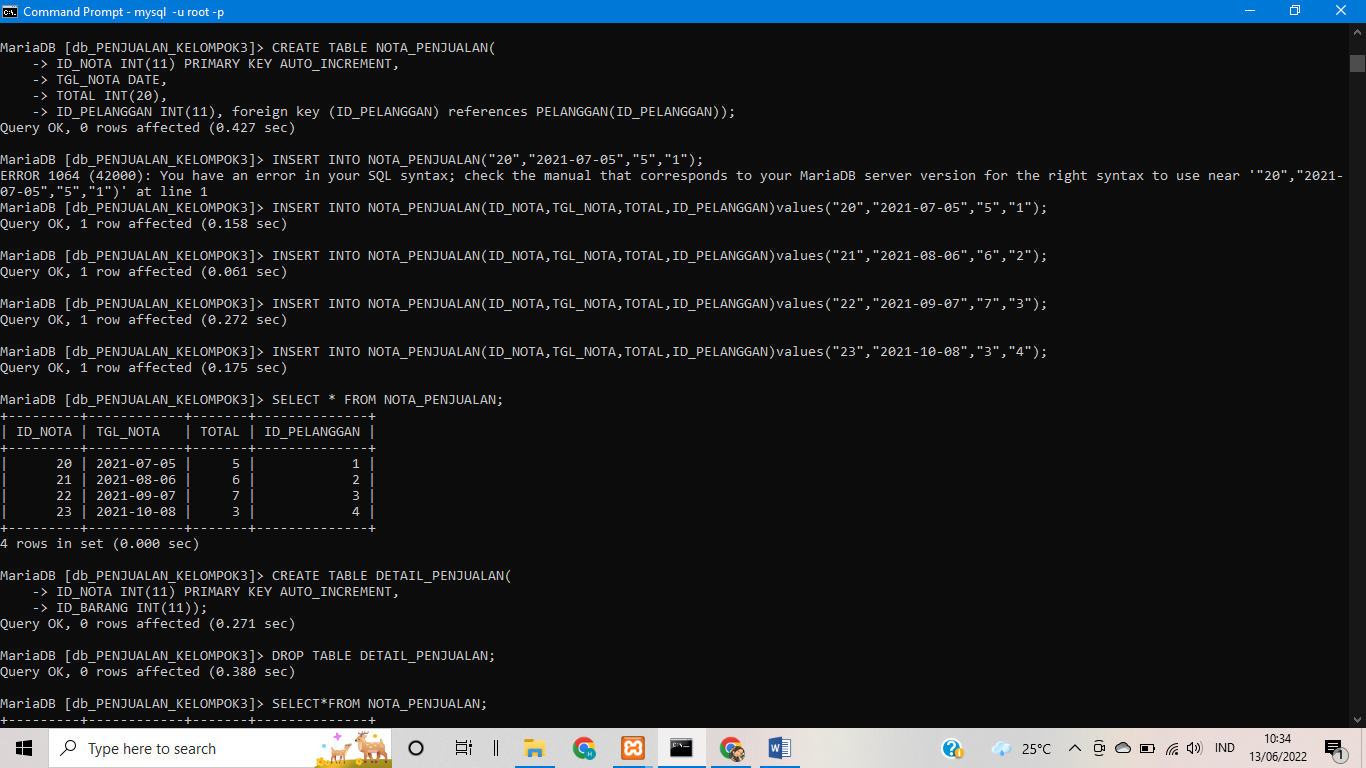 Command Prompt - mysql -u root -p
MariaDB [db_PENJUALAN_KELOMPOK3]> CREATE TABLE NOTA_PENJUALAN(
    -> ID_NOTA INT(11) PRIMARY KEY AUTO_INCREMENT,
    -> TGL_NOTA DATE,
    -> TOTAL INT(20),
    -> ID_PELANGGAN INT(11), foreign key (ID_PELANGGAN) references PELANGGAN(ID_PELANGGAN));
Query OK, 0 rows affected (0.427 sec)
MariaDB [db_PENJUALAN_KELOMPOK3]> INSERT INTO NOTA_PENJUALAN("20","2021-07-05","5","1");
ERROR 1064 (42000): You have an error in your SQL syntax; check the manual that corresponds to your MariaDB server version for the right syntax to use near '"20","2021-
07-05","5","1")' at line 1
MariaDB [db_PENJUALAN_KELOMPOK3]> INSERT INTO NOTA_PENJUALAN(ID_NOTA,TGL_NOTA,TOTAL,ID_PELANGGAN)values("20","2021-07-05","5","1");
Query OK, 1 row affected (0.158 sec)
MariaDB [db_PENJUALAN_KELOMPOK3]> INSERT INTO NOTA_PENJUALAN(ID_NOTA,TGL_NOTA,TOTAL,ID_PELANGGAN)values("21","2021-08-06","6","2");
Query OK, 1 row affected (0.061 sec)
MariaDB [db_PENJUALAN_KELOMPOK3]> INSERT INTO NOTA_PENJUALAN(ID_NOTA,TGL_NOTA,TOTAL,ID_PELANGGAN)values("22","2021-09-07","7","3");
Query OK, 1 row affected (0.272 sec)
MariaDB [db_PENJUALAN_KELOMPOK3]> INSERT INTO NOTA_PENJUALAN(ID_NOTA,TGL_NOTA,TOTAL,ID_PELANGGAN)values("23","2021-10-08","3","4");
Query OK, 1 row affected (0.175 sec)
MariaDB [db_PENJUALAN_KELOMPOK3]> SELECT * FROM NOTA_PENJUALAN;
+---------+------------+-------+--------------+
| ID_NOTA | TGL_NOTA   | TOTAL | ID_PELANGGAN |
+---------+------------+-------+--------------+
|      20 | 2021-07-05 |     5 |            1 |
|      21 | 2021-08-06 |     6 |            2 |
|      22 | 2021-09-07 |     7 |            3 |
|      23 | 2021-10-08 |     3 |            4 |
+---------+------------+-------+--------------+
4 rows in set (0.000 sec)
MariaDB [db_PENJUALAN_KELOMPOK3]> CREATE TABLE DETAIL_PENJUALAN(
    -> ID_NOTA INT(11) PRIMARY KEY AUTO_INCREMENT,
    -> ID_BARANG INT(11));
Query OK, 0 rows affected (0.271 sec)
MariaDB [db_PENJUALAN_KELOMPOK3]> DROP TABLE DETAIL_PENJUALAN;
Query OK, 0 rows affected (0.380 sec)
MariaDB [db_PENJUALAN_KELOMPOK3]> SELECT*FROM NOTA_PENJUALAN;
+---------+------------+-------+--------------+
Type here to search
25°C
IND
10:34
13/06/2022
1